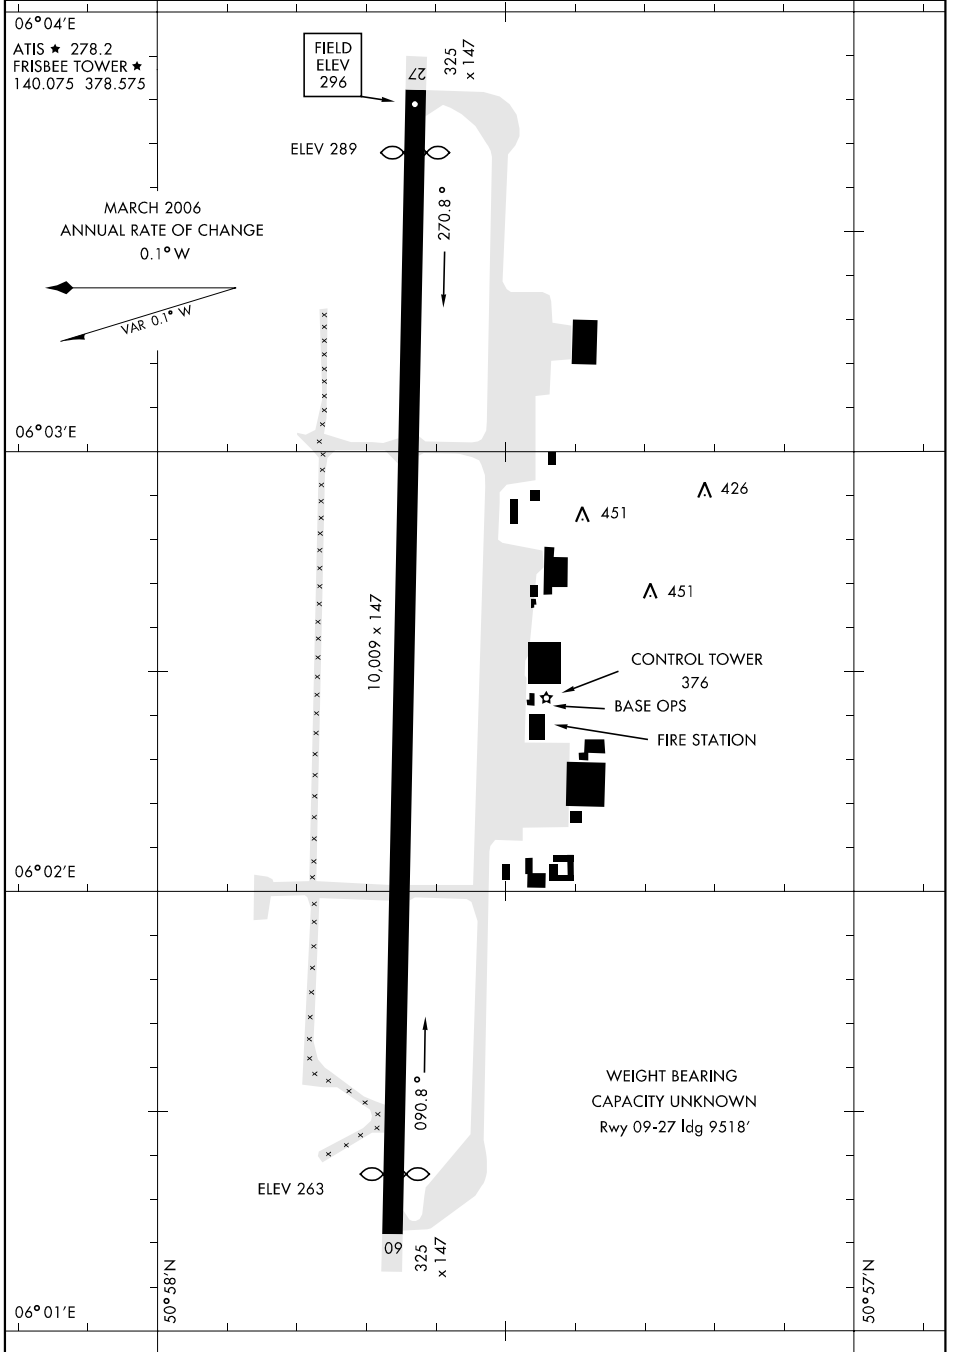 06°04'E
ATIS ★ 278.2
FRISBEE TOWER ★
140.075 378.575
FIELD
ELEV
296
27
325
x 147
ELEV 289
270.8°
MARCH 2006
ANNUAL RATE OF CHANGE
0.1° W
VAR 0.1° W
06°03'E
426
451
451
10,009 x 147
CONTROL TOWER
376
BASE OPS
FIRE STATION
06°02'E
090.8°
WEIGHT BEARING
CAPACITY UNKNOWN
Rwy 09-27 ldg 9518'
ELEV 263
09
325
x 147
50°58'N
50°57'N
06°01'E